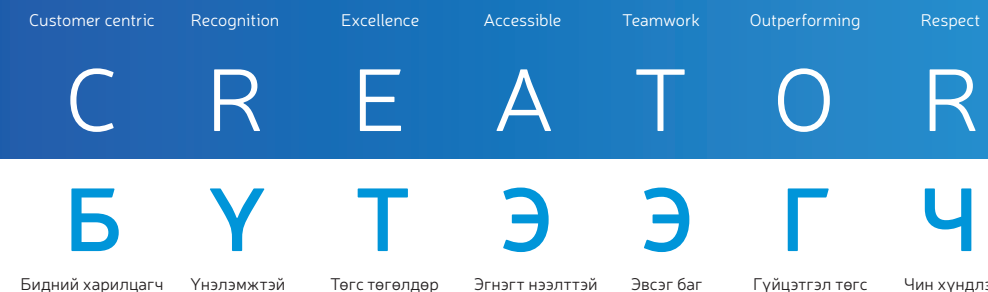 Customer centric Recognition Excellence Accessible Teamwork Outperforming Respect
C R E A T O R
Б Ү Т Э Э Г Ч
Бидний харилцагч Үнэлэмжтэй Төгс төгөлдөр Эгнэгт нээлттэй Эвсэг баг Гүйцэтгэл төгс Чин